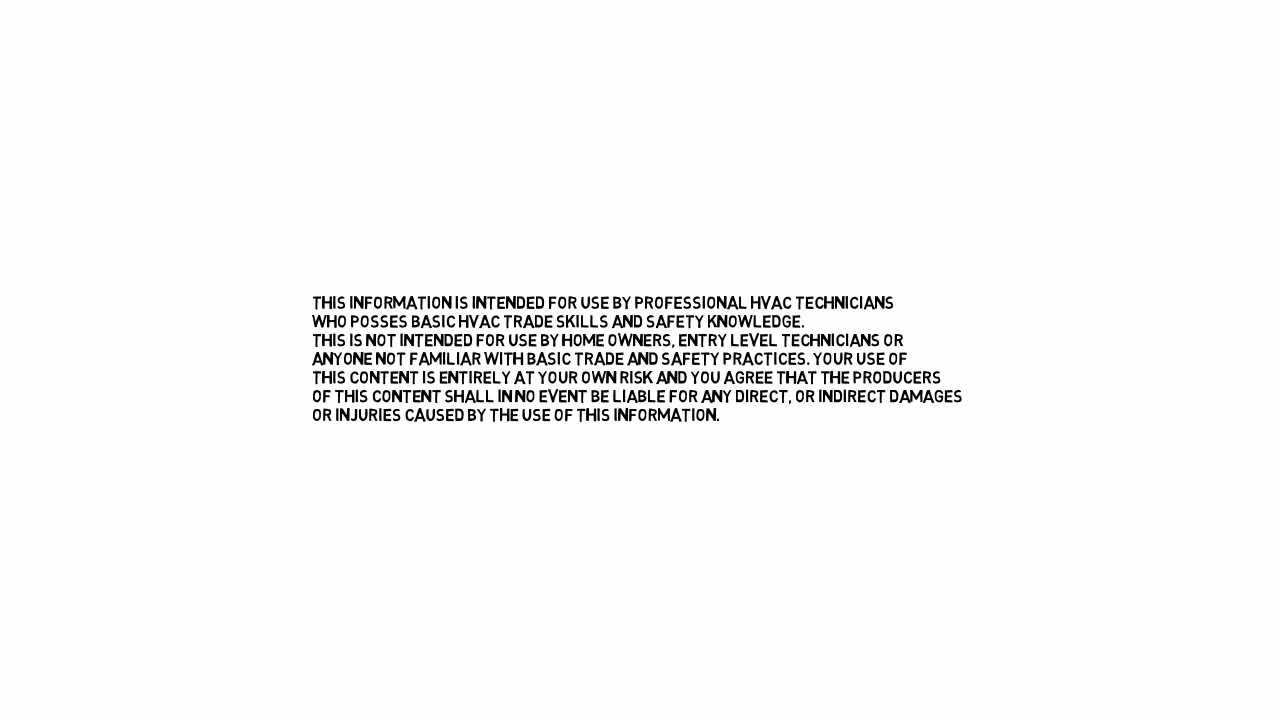 THIS INFORMATION IS INTENDED FOR USE BY PROFESSIONAL HVAC TECHNICIANS
WHO POSSES BASIC HVAC TRADE SKILLS AND SAFETY KNOWLEDGE.
THIS IS NOT INTENDED FOR USE BY HOME OWNERS, ENTRY LEVEL TECHNICIANS OR
ANYONE NOT FAMILIAR WITH BASIC TRADE AND SAFETY PRACTICES. YOUR USE OF
THIS CONTENT IS ENTIRELY AT YOUR OWN RISK AND YOU AGREE THAT THE PRODUCERS
OF THIS CONTENT SHALL IN NO EVENT BE LIABLE FOR ANY DIRECT, OR INDIRECT DAMAGES
OR INJURIES CAUSED BY THE USE OF THIS INFORMATION.